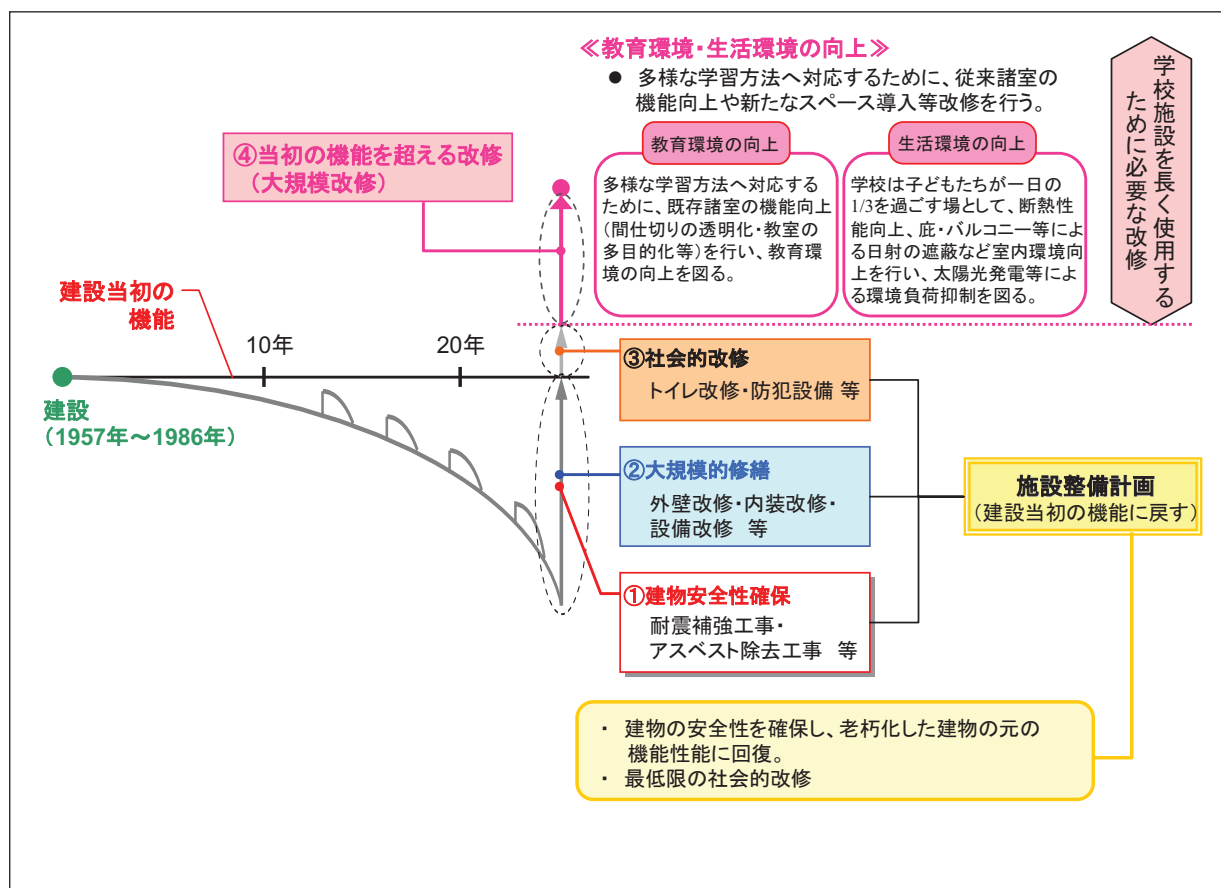 ≪教育環境・生活環境の向上≫
● 多様な学習方法へ対応するために、従来諸室の
機能向上や新たなスペース導入等改修を行う。
学校施設を長く使用する
ために必要な改修
④当初の機能を超える改修
(大規模改修)
教育環境の向上
多様な学習方法へ対応する
ために、既存諸室の機能向上
(間仕切りの透明化・教室の
多目的化等)を行い、教育環
境の向上を図る。
生活環境の向上
学校は子どもたちが一日の
1/3を過ごす場として、断熱性
能向上、庇・バルコニー等によ
る日射の遮蔽など室内環境向
上を行い、太陽光発電等によ
る環境負荷抑制を図る。
建設当初の
機能
10年
20年
建設
(1957年~1986年)
③社会的改修
トイレ改修・防犯設備 等
②大規模的修繕
外壁改修・内装改修・
設備改修 等
①建物安全性確保
耐震補強工事・
アスベスト除去工事 等
施設整備計画
(建設当初の機能に戻す)
・ 建物の安全性を確保し、老朽化した建物の元の
機能性能に回復。
・ 最低限の社会的改修